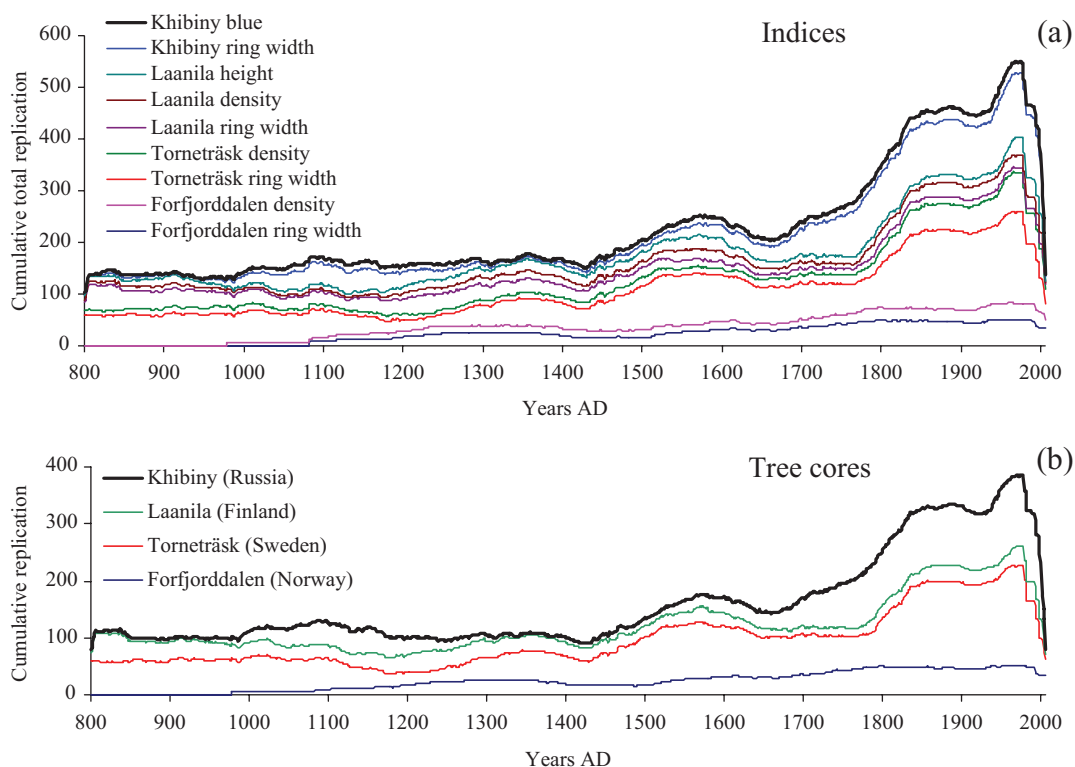 Indices
(a)
Khibiny blue
Khibiny ring width
Laanila height
Laanila density
Laanila ring width
Torneträsk density
Torneträsk ring width
Forfjorddalen density
Forfjorddalen ring width
Cumulative total replication
600
500
400
300
200
100
0
800 900 1000 1100 1200 1300 1400 1500 1600 1700 1800 1900 2000
Years AD
Tree cores
(b)
Khibiny (Russia)
Laanila (Finland)
Torneträsk (Sweden)
Forfjorddalen (Norway)
Cumulative replication
400
300
200
100
0
800 900 1000 1100 1200 1300 1400 1500 1600 1700 1800 1900 2000
Years AD